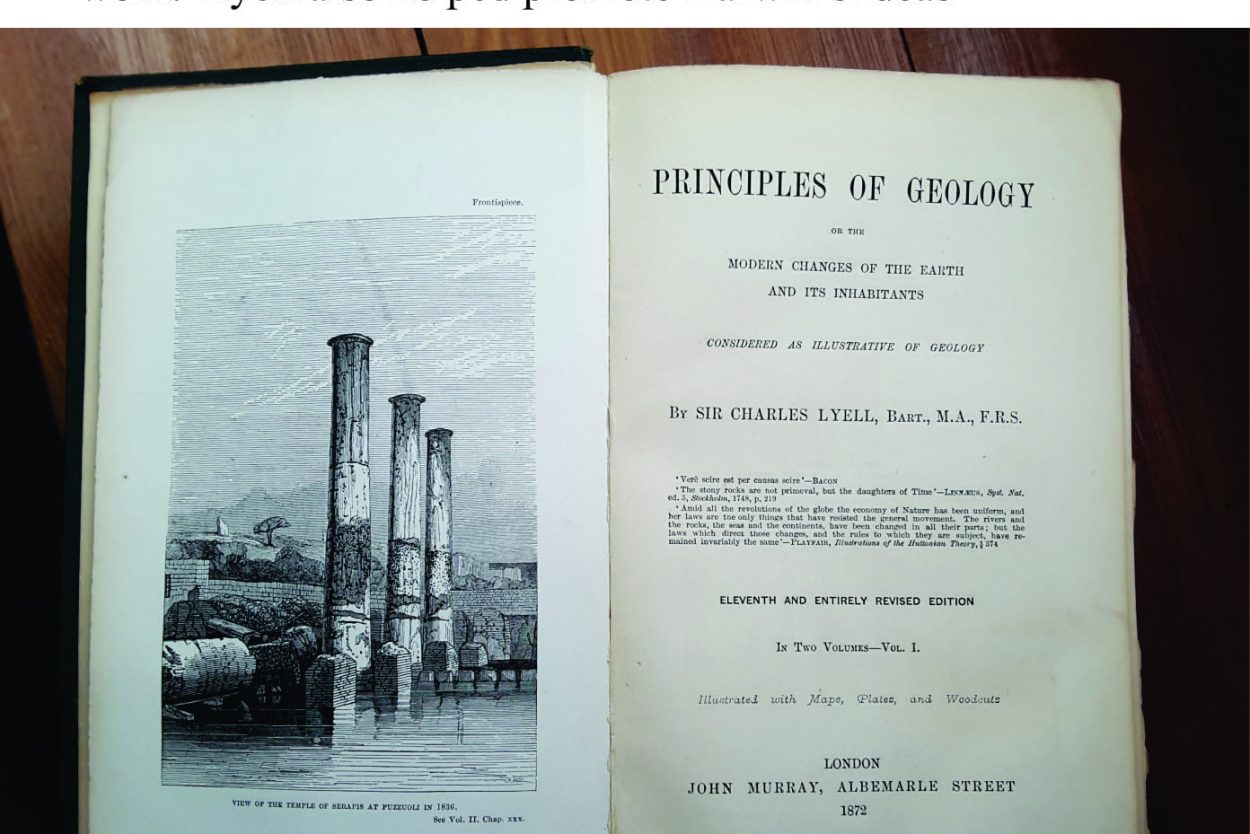 Frontispiece.
VIEW OF THE TEMPLE OF SERAPIS AT PUZZUOLI IN 1836.
See Vol. II. Chap. xxx.
PRINCIPLES OF GEOLOGY
OR THE
MODERN CHANGES OF THE EARTH
AND ITS INHABITANTS
CONSIDERED AS ILLUSTRATIVE OF GEOLOGY
BY SIR CHARLES LYELL, BART., M.A., F.R.S.
'Verè scire est per causas scire'—BACON
'The stony rocks are not primeval, but the daughters of Time'—LINNÆUS, Syst. Nat.
ed. 5, Stockholm, 1748, p. 219
'Amid all the revolutions of the globe the economy of Nature has been uniform, and
her laws are the only things that have resisted the general movement. The rivers and
the rocks, the seas and the continents, have been changed in all their parts; but the
laws which direct those changes, and the rules to which they are subject, have re-
mained invariably the same'—PLAYFAIR, Illustrations of the Huttonian Theory, § 374
ELEVENTH AND ENTIRELY REVISED EDITION
IN TWO VOLUMES—VOL. I.
Illustrated with Maps, Plates, and Woodcuts
LONDON
JOHN MURRAY, ALBEMARLE STREET
1872